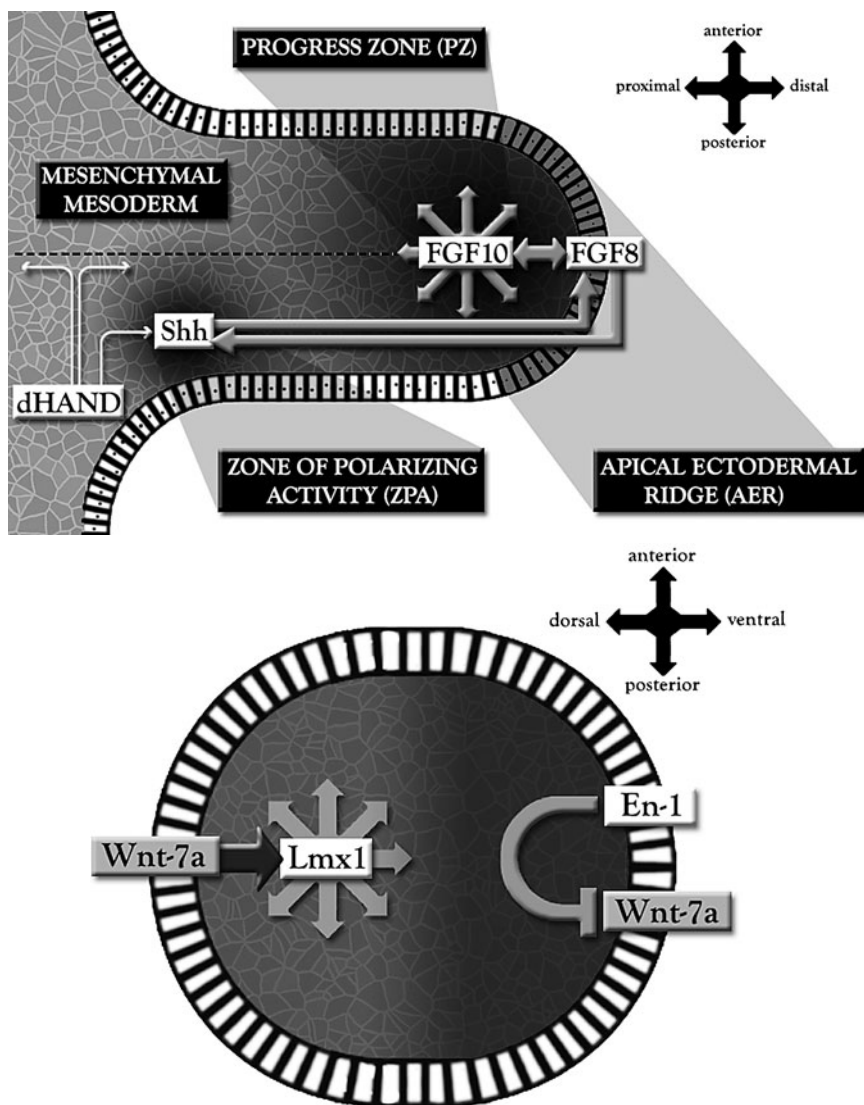 PROGRESS ZONE (PZ)
anterior
proximal
distal
posterior
MESENCHYMAL
MESODERM
FGF10
FGF8
Shh
dHAND
ZONE OF POLARIZING
ACTIVITY (ZPA)
APICAL ECTODERMAL
RIDGE (AER)
anterior
dorsal
ventral
posterior
En-1
Wnt-7a
Lmx1
Wnt-7a